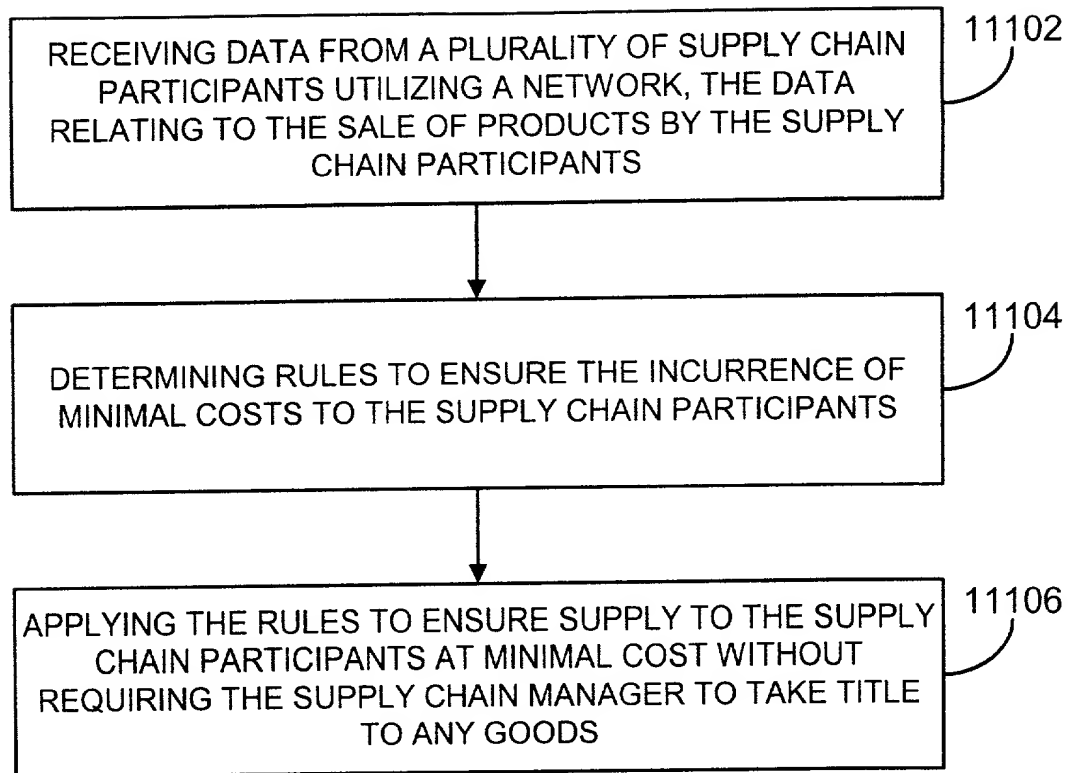 RECEIVING DATA FROM A PLURALITY OF SUPPLY CHAIN
PARTICIPANTS UTILIZING A NETWORK, THE DATA
RELATING TO THE SALE OF PRODUCTS BY THE SUPPLY
CHAIN PARTICIPANTS
11102
DETERMINING RULES TO ENSURE THE INCURRENCE OF
MINIMAL COSTS TO THE SUPPLY CHAIN PARTICIPANTS
11104
APPLYING THE RULES TO ENSURE SUPPLY TO THE SUPPLY
CHAIN PARTICIPANTS AT MINIMAL COST WITHOUT
REQUIRING THE SUPPLY CHAIN MANAGER TO TAKE TITLE
TO ANY GOODS
11106